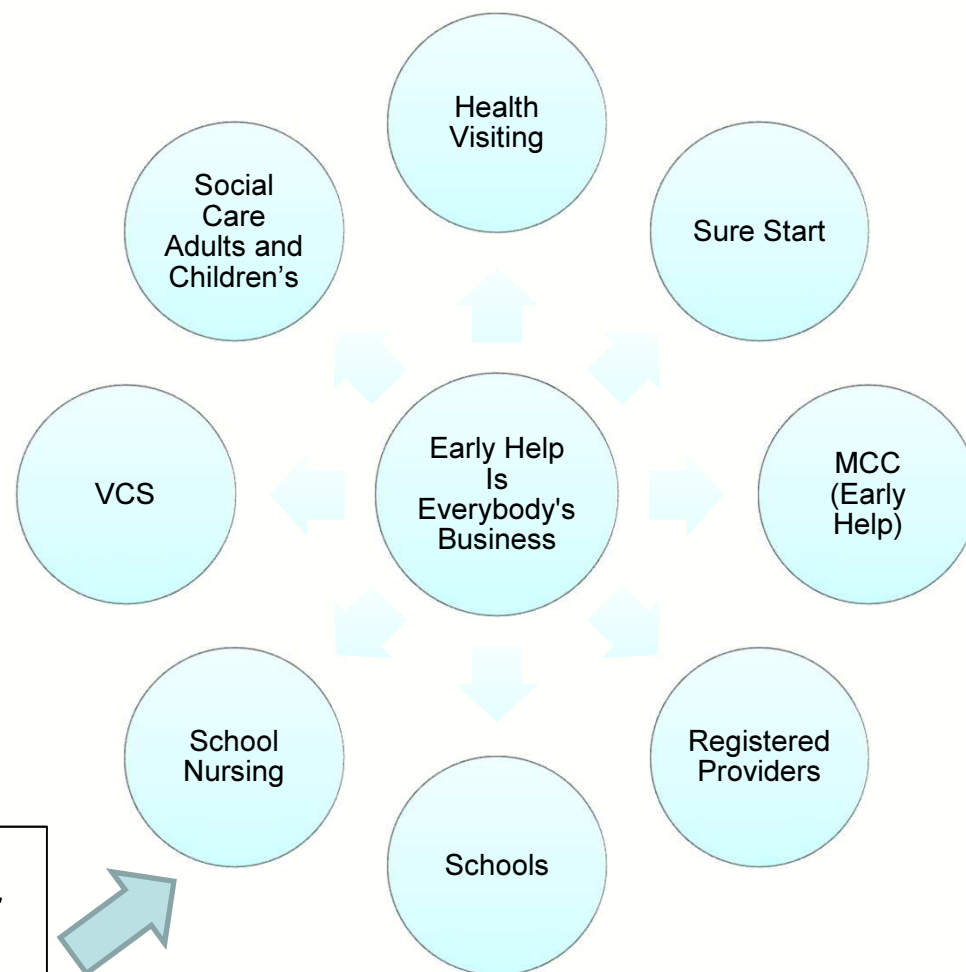 Health
Visiting
Social
Care
Adults and
Children's
Sure Start
Early Help
Is
Everybody's
Business
VCS
MCC
(Early
Help)
School
Nursing
Registered
Providers
Schools